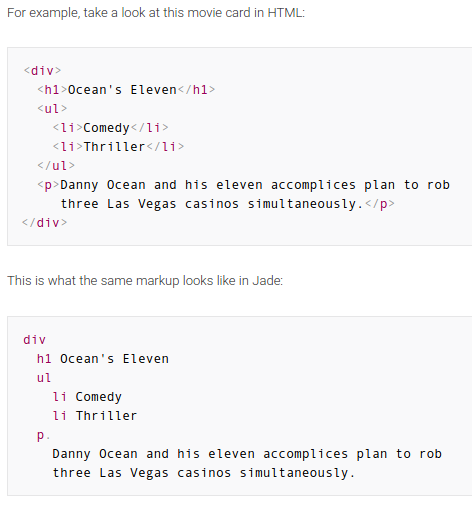 For example, take a look at this movie card in HTML:
<div>
<h1>Ocean's Eleven</h1>
<ul>
<li>Comedy</li>
<li>Thriller</li>
</ul>
<p>Danny Ocean and his eleven accomplices plan to rob
three Las Vegas casinos simultaneously.</p>
</div>
This is what the same markup looks like in Jade:
div
h1 Ocean's Eleven
ul
li Comedy
li Thriller
p.
Danny Ocean and his eleven accomplices plan to rob
three Las Vegas casinos simultaneously.